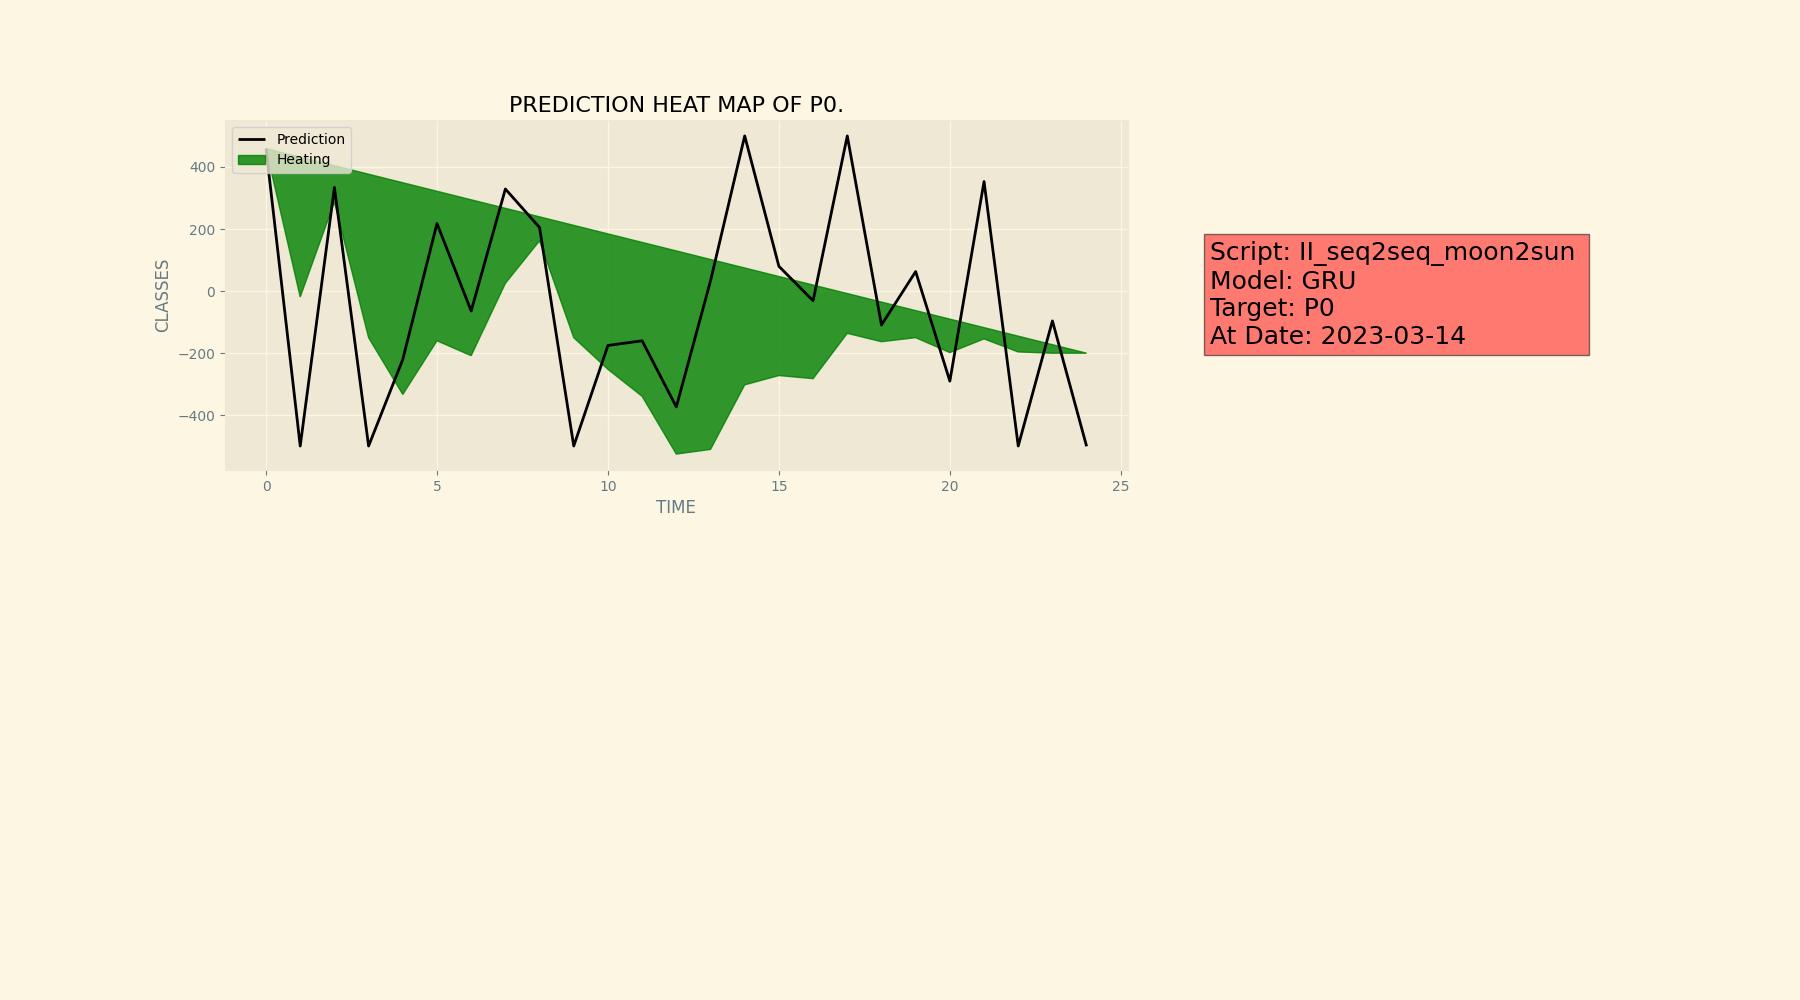 PREDICTION HEAT MAP OF P0.
Prediction
Heating
400
200
0
−200
−400
CLASSES
0 5 10 15 20 25
TIME
Script: II_seq2seq_moon2sun
Model: GRU
Target: P0
At Date: 2023-03-14